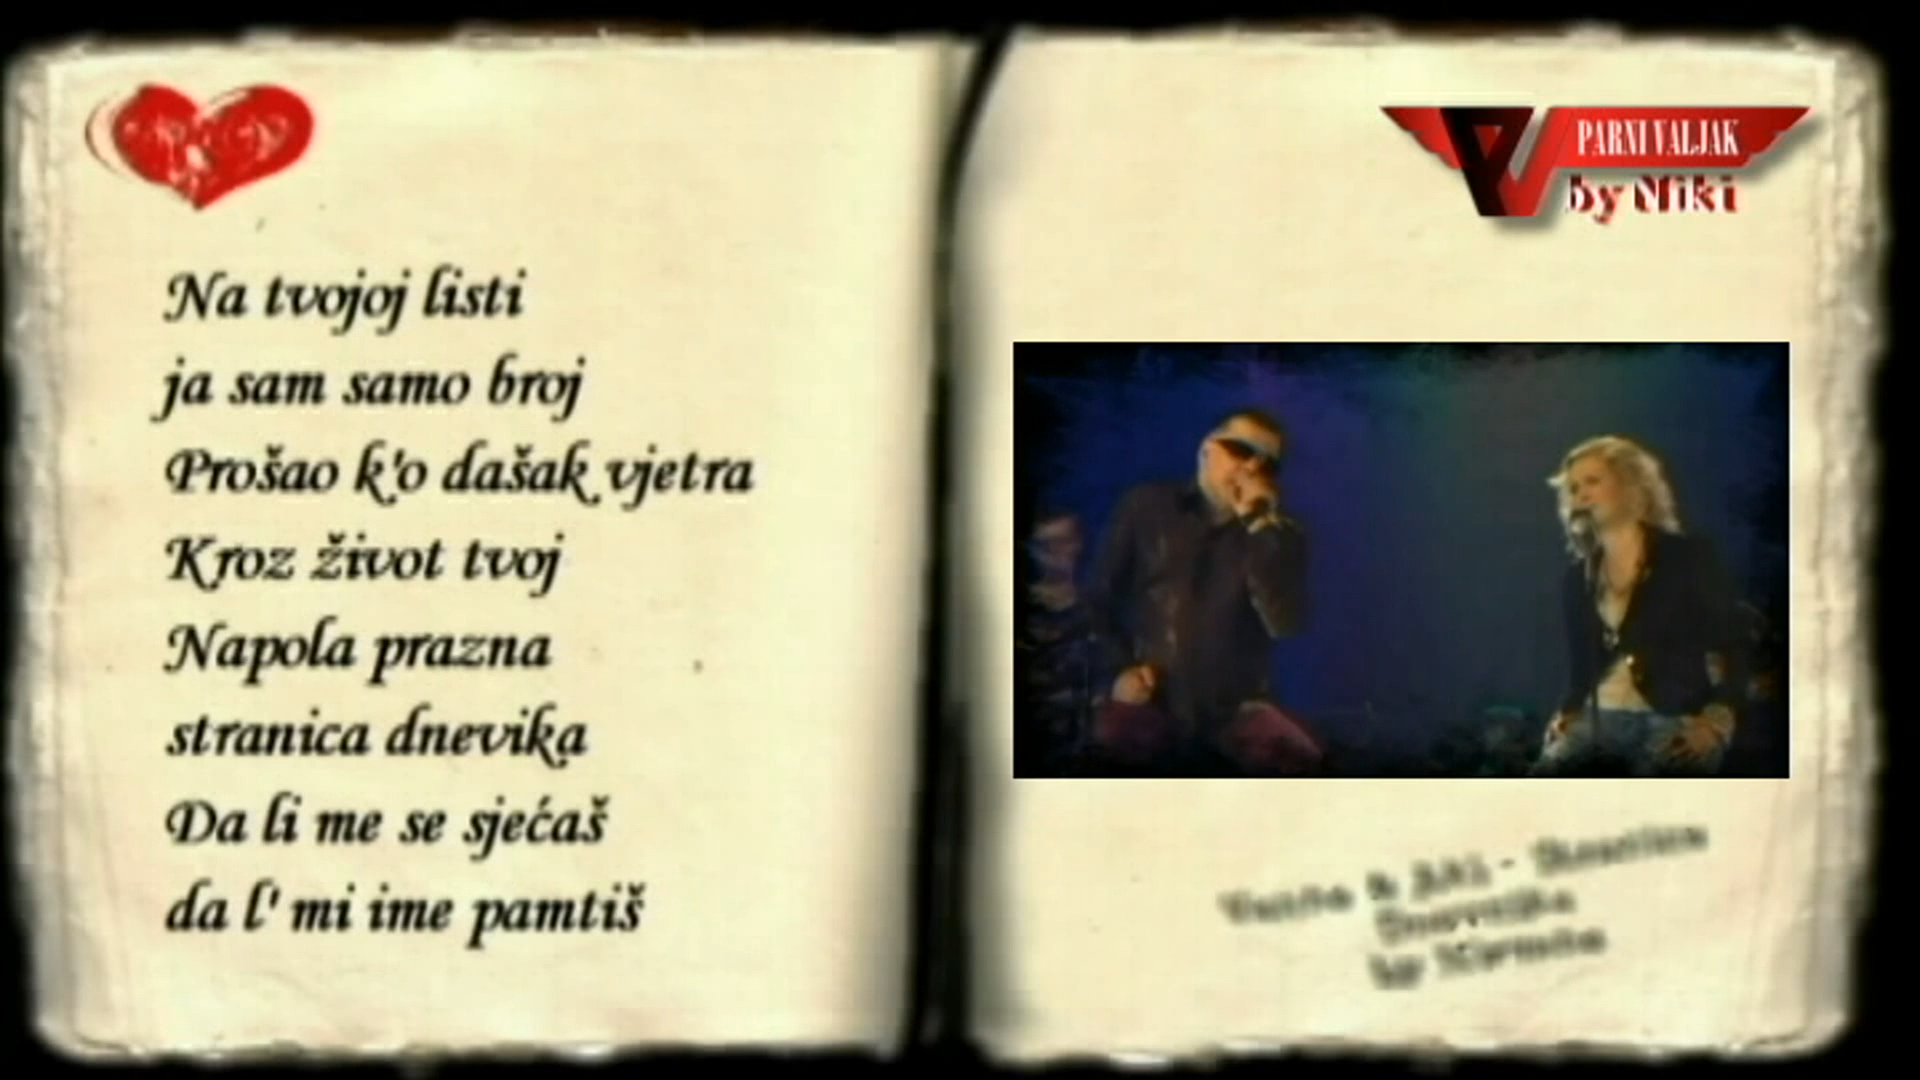 Na tvojoj listi
ja sam samo broj
Prošao k'o dašak vjetra
Kroz život tvoj
Napola prazna
stranica dnevika
Da li me se sjećaš
da l' mi ime pamtiš
PARNI VALJAK
by Niki